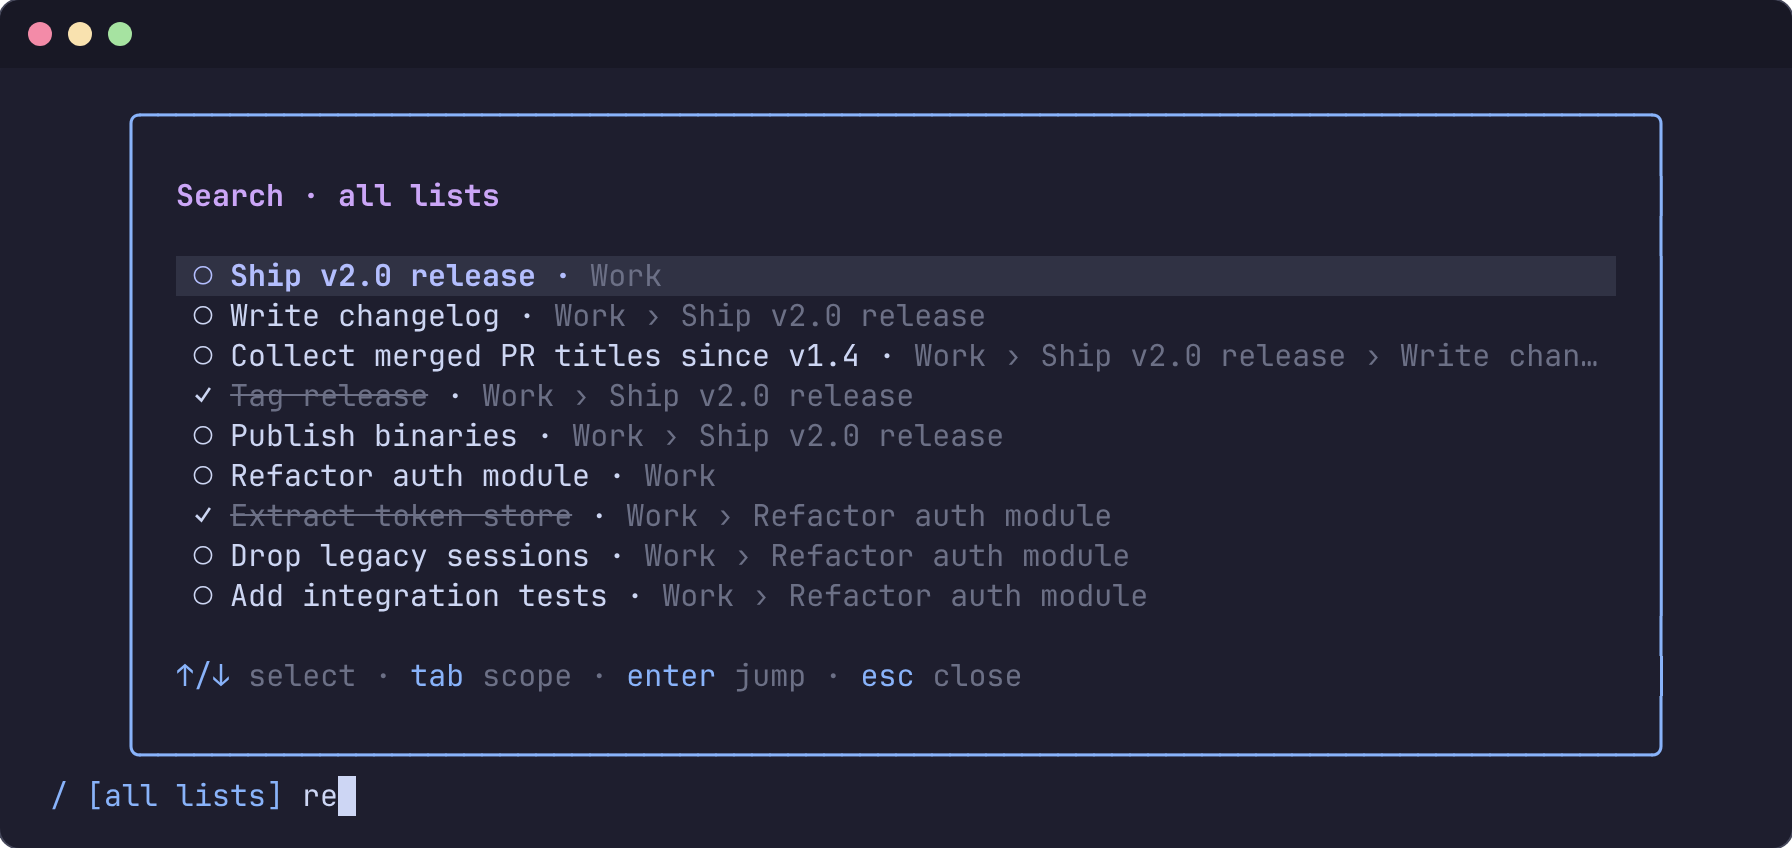 Search · all lists
○ Ship v2.0 release · Work
○ Write changelog · Work › Ship v2.0 release
○ Collect merged PR titles since v1.4 · Work › Ship v2.0 release › Write chan…
✓ Tag release · Work › Ship v2.0 release
○ Publish binaries · Work › Ship v2.0 release
○ Refactor auth module · Work
✓ Extract token store · Work › Refactor auth module
○ Drop legacy sessions · Work › Refactor auth module
○ Add integration tests · Work › Refactor auth module
↑/↓ select · tab scope · enter jump · esc close
/ [all lists] re